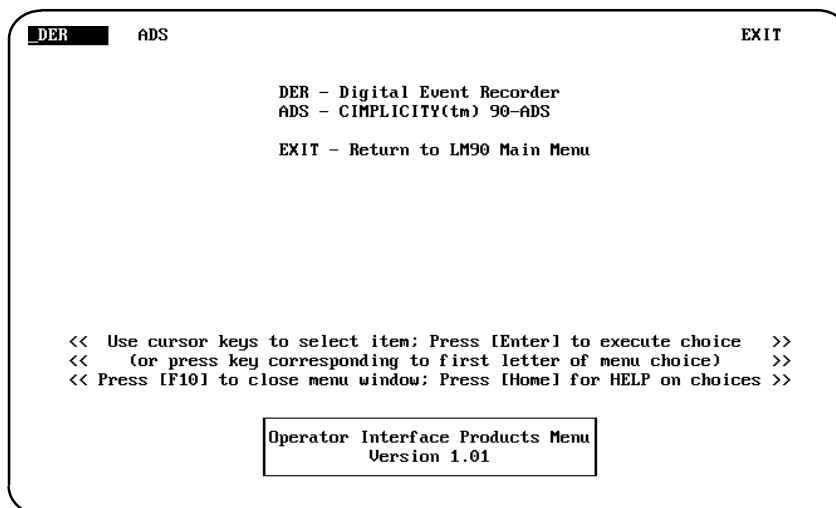 _DER ADS EXIT
DER - Digital Event Recorder
ADS - CIMPLICITY(tm) 90-ADS
EXIT - Return to LM90 Main Menu
<< Use cursor keys to select item; Press [Enter] to execute choice >>
<< (or press key corresponding to first letter of menu choice) >>
<< Press [F10] to close menu window; Press [Home] for HELP on choices >>
Operator Interface Products Menu
Version 1.01